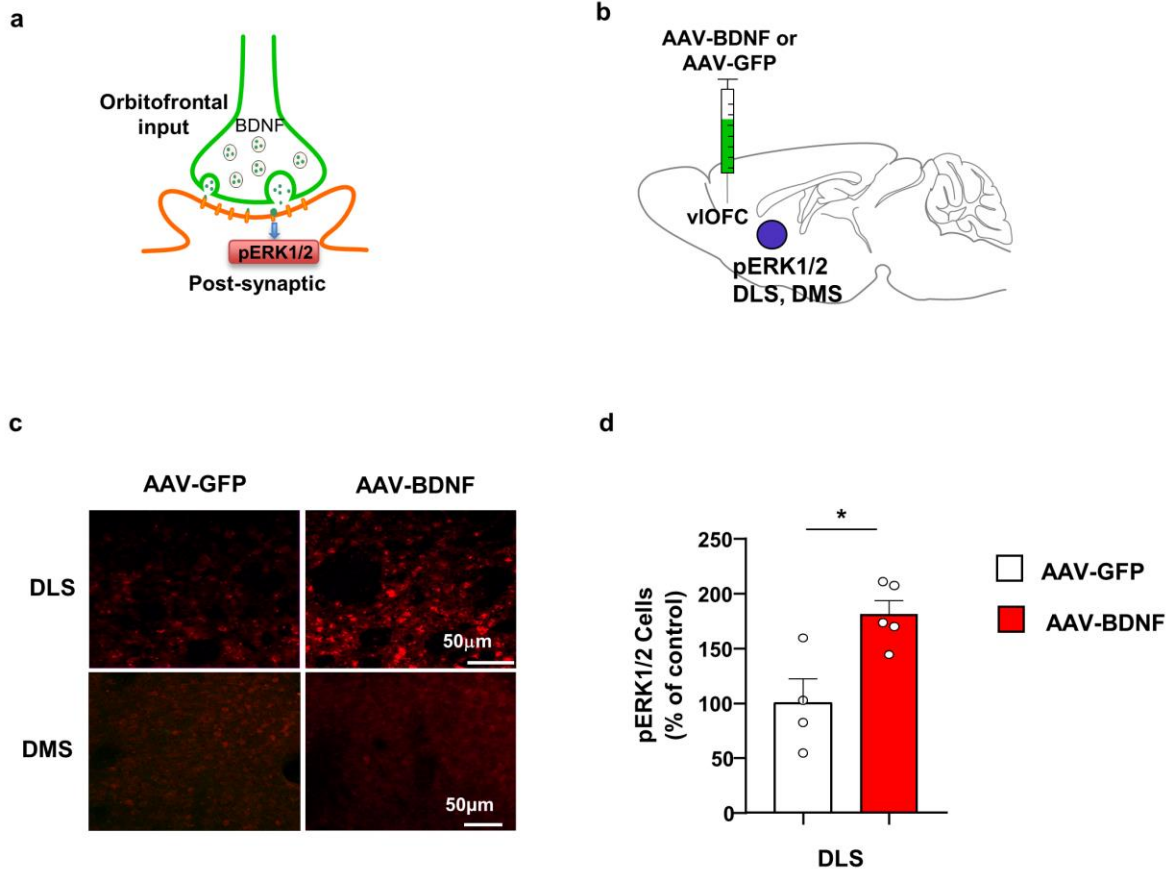 a
Orbitofrontal
input
BDNF
pERK1/2
Post-synaptic
b
AAV-BDNF or
AAV-GFP
vlOFC
pERK1/2
DLS, DMS
c
AAV-GFP AAV-BDNF
DLS
50μm
DMS
50μm
d
*
pERK1/2 Cells
(% of control)
250
200
150
100
50
0
DLS
AAV-GFP
AAV-BDNF